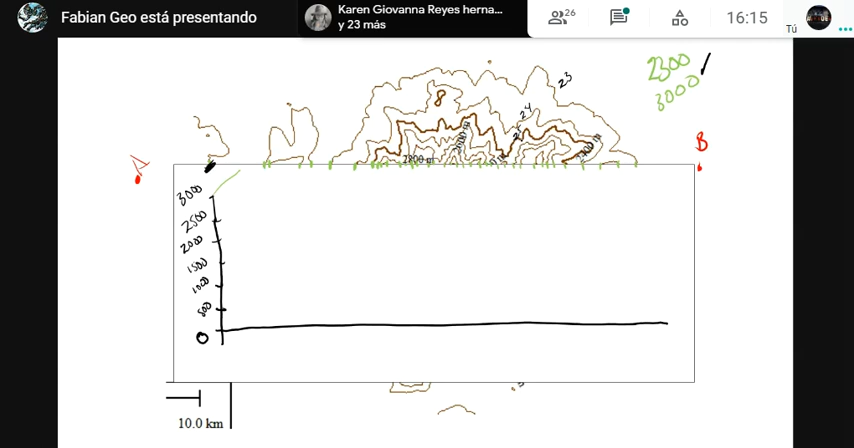 Fabian Geo está presentando
Karen Giovanna Reyes herna...
y 23 más
26
16:15
Tú
2300
3000
23
24
A
B
2800 m
3000
2500
2000
1500
1000
500
0
10.0 km